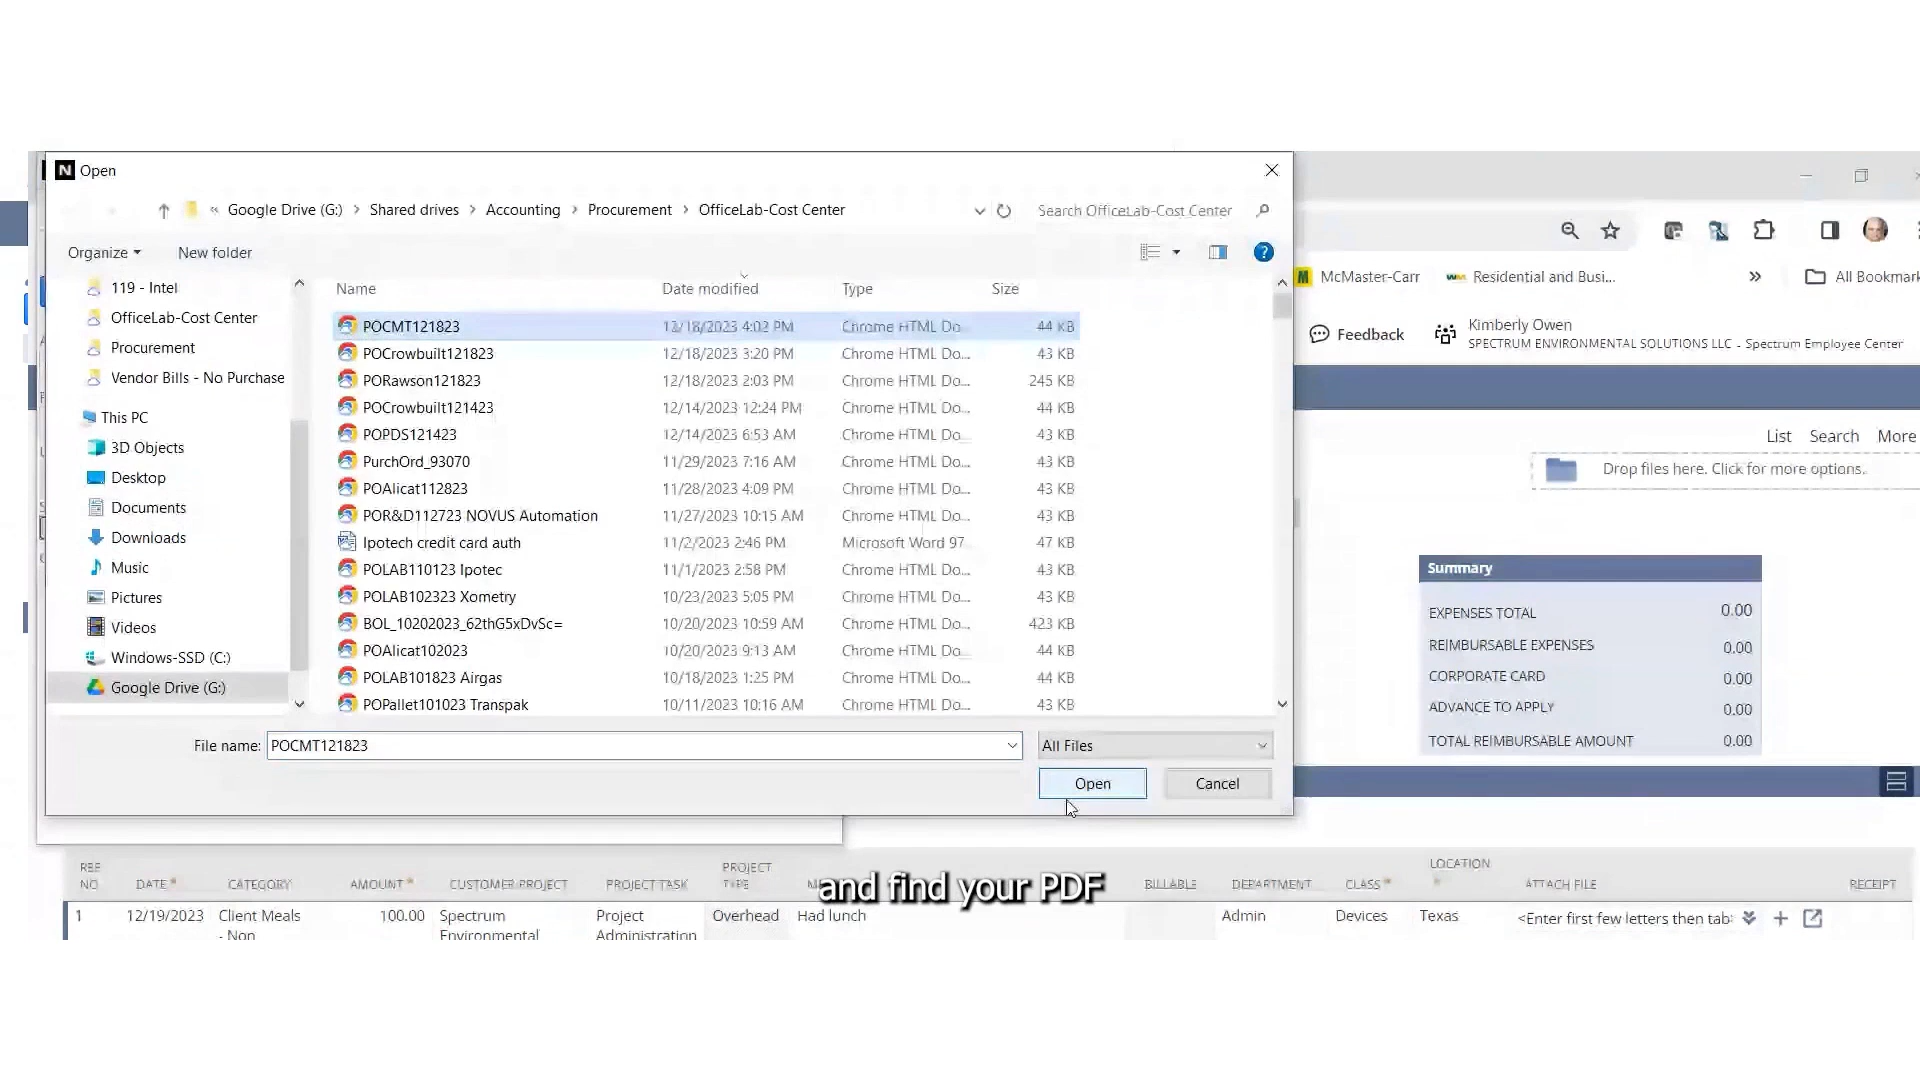 N Open
« Google Drive (G:) › Shared drives › Accounting › Procurement › OfficeLab-Cost Center
Search OfficeLab-Cost Center
Organize
New folder
119 - Intel
OfficeLab-Cost Center
Procurement
Vendor Bills - No Purchase
This PC
3D Objects
Desktop
Documents
Downloads
Music
Pictures
Videos
Windows-SSD (C:)
Google Drive (G:)
Name Date modified Type Size
POCMT121823 12/18/2023 4:02 PM Chrome HTML Do... 44 KB
POCrowbuilt121823 12/18/2023 3:20 PM Chrome HTML Do... 43 KB
PORawson121823 12/18/2023 2:03 PM Chrome HTML Do... 245 KB
POCrowbuilt121423 12/14/2023 12:24 PM Chrome HTML Do... 44 KB
POPDS121423 12/14/2023 6:53 AM Chrome HTML Do... 43 KB
PurchOrd_93070 11/29/2023 7:16 AM Chrome HTML Do... 43 KB
POAlicat112823 11/28/2023 4:09 PM Chrome HTML Do... 43 KB
POR&D112723 NOVUS Automation 11/27/2023 10:15 AM Chrome HTML Do... 43 KB
Ipotech credit card auth 11/2/2023 2:46 PM Microsoft Word 97... 47 KB
POLAB110123 Ipotec 11/1/2023 2:58 PM Chrome HTML Do... 43 KB
POLAB102323 Xometry 10/23/2023 5:05 PM Chrome HTML Do... 43 KB
BOL_10202023_62thG5xDvSc= 10/20/2023 10:59 AM Chrome HTML Do... 423 KB
POAlicat102023 10/20/2023 9:13 AM Chrome HTML Do... 44 KB
POLAB101823 Airgas 10/18/2023 1:25 PM Chrome HTML Do... 44 KB
POPallet101023 Transpak 10/11/2023 10:16 AM Chrome HTML Do... 43 KB
File name: POCMT121823
All Files
Open
Cancel
M McMaster-Carr
WM Residential and Busi...
»
All Bookmark
Feedback
Kimberly Owen
SPECTRUM ENVIRONMENTAL SOLUTIONS LLC - Spectrum Employee Center
List Search More
Drop files here. Click for more options.
Summary
EXPENSES TOTAL 0.00
REIMBURSABLE EXPENSES 0.00
CORPORATE CARD 0.00
ADVANCE TO APPLY 0.00
TOTAL REIMBURSABLE AMOUNT 0.00
REF NO DATE * CATEGORY AMOUNT * CUSTOMER:PROJECT PROJECT TASK PROJECT TYPE BILLABLE DEPARTMENT CLASS * LOCATION * ATTACH FILE RECEIPT
and find your PDF
1 12/19/2023 Client Meals - Non 100.00 Spectrum Environmental Project Administration Overhead Had lunch Admin Devices Texas <Enter first few letters then tab